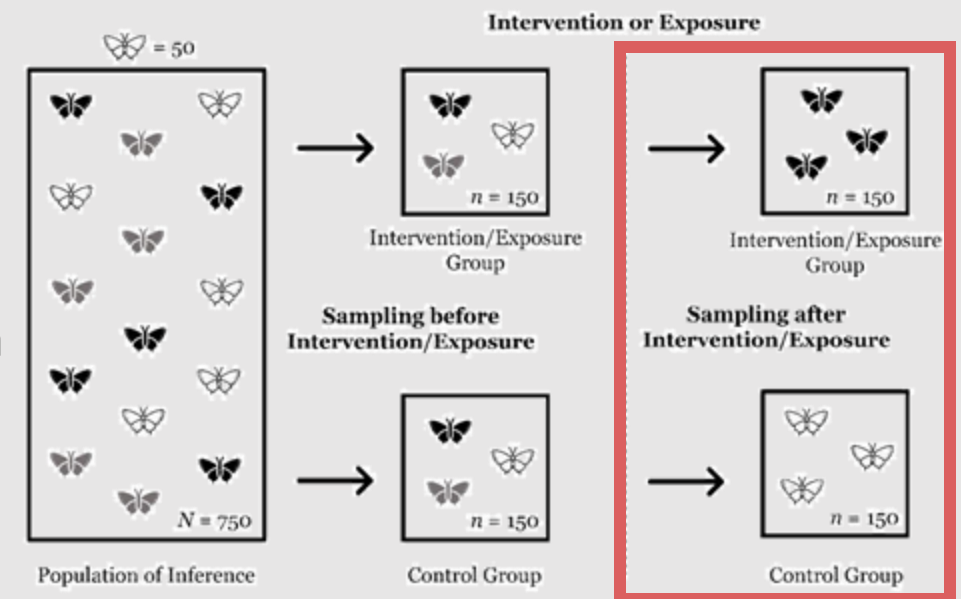 Intervention or Exposure
= 50
n = 150
Intervention/Exposure
Group
n = 150
Intervention/Exposure
Group
Sampling before
Intervention/Exposure
Sampling after
Intervention/Exposure
N = 750
n = 150
n = 150
Population of Inference
Control Group
Control Group